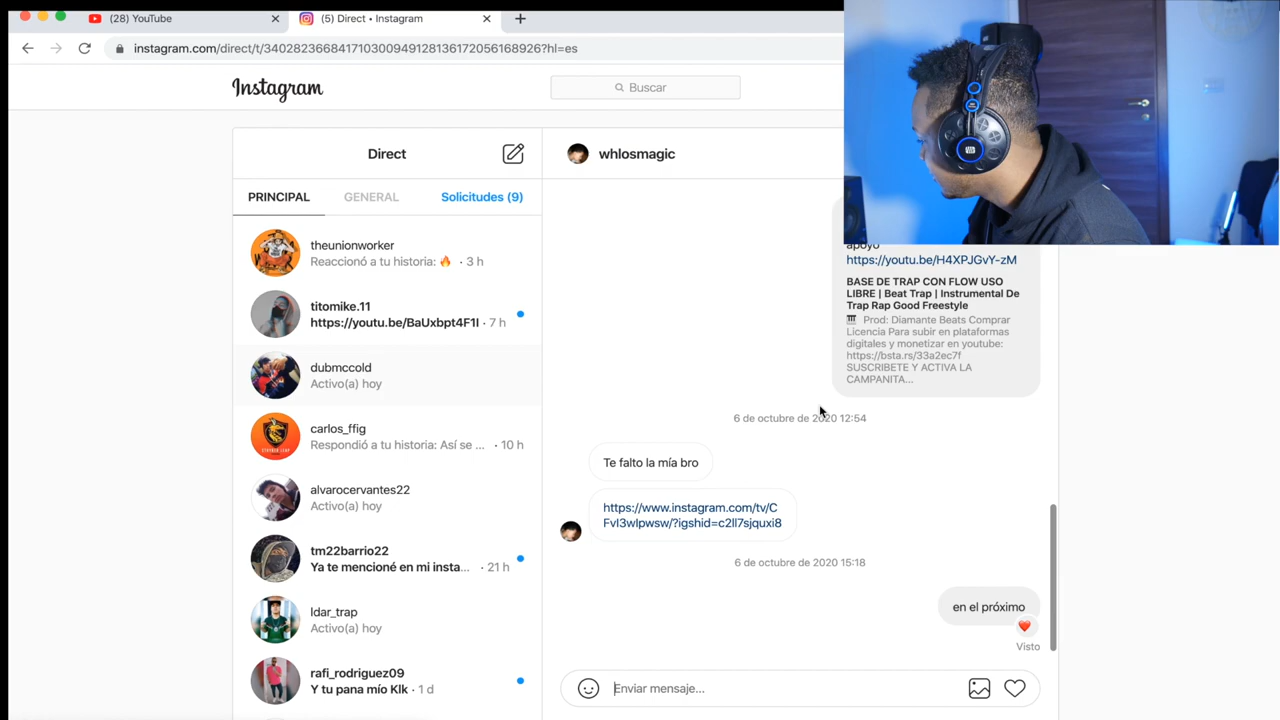 (28) YouTube
(5) Direct • Instagram
instagram.com/direct/t/340282366841710300949128136172056168926?hl=es
Instagram
Buscar
Direct
PRINCIPAL
GENERAL
Solicitudes (9)
theunionworker
Reaccionó a tu historia: 🔥 · 3 h
titomike.11
https://youtu.be/BaUxbpt4F1I · 7 h
dubmccold
Activo(a) hoy
carlos_ffig
Respondió a tu historia: Así se ... · 10 h
alvarocervantes22
Activo(a) hoy
tm22barrio22
Ya te mencioné en mi insta... · 21 h
ldar_trap
Activo(a) hoy
rafi_rodriguez09
Y tu pana mío Klk · 1 d
whlosmagic
apoyo
https://youtu.be/H4XPJGvY-zM
BASE DE TRAP CON FLOW USO
LIBRE | Beat Trap | Instrumental De
Trap Rap Good Freestyle
🎹 Prod: Diamante Beats Comprar
Licencia Para subir en plataformas
digitales y monetizar en youtube:
https://bsta.rs/33a2ec7f
SUSCRIBETE Y ACTIVA LA
CAMPANITA...
6 de octubre de 2020 12:54
Te falto la mía bro
https://www.instagram.com/tv/C
FvI3wlpwsw/?igshid=c2ll7sjquxi8
6 de octubre de 2020 15:18
en el próximo
❤️
Visto
Enviar mensaje...